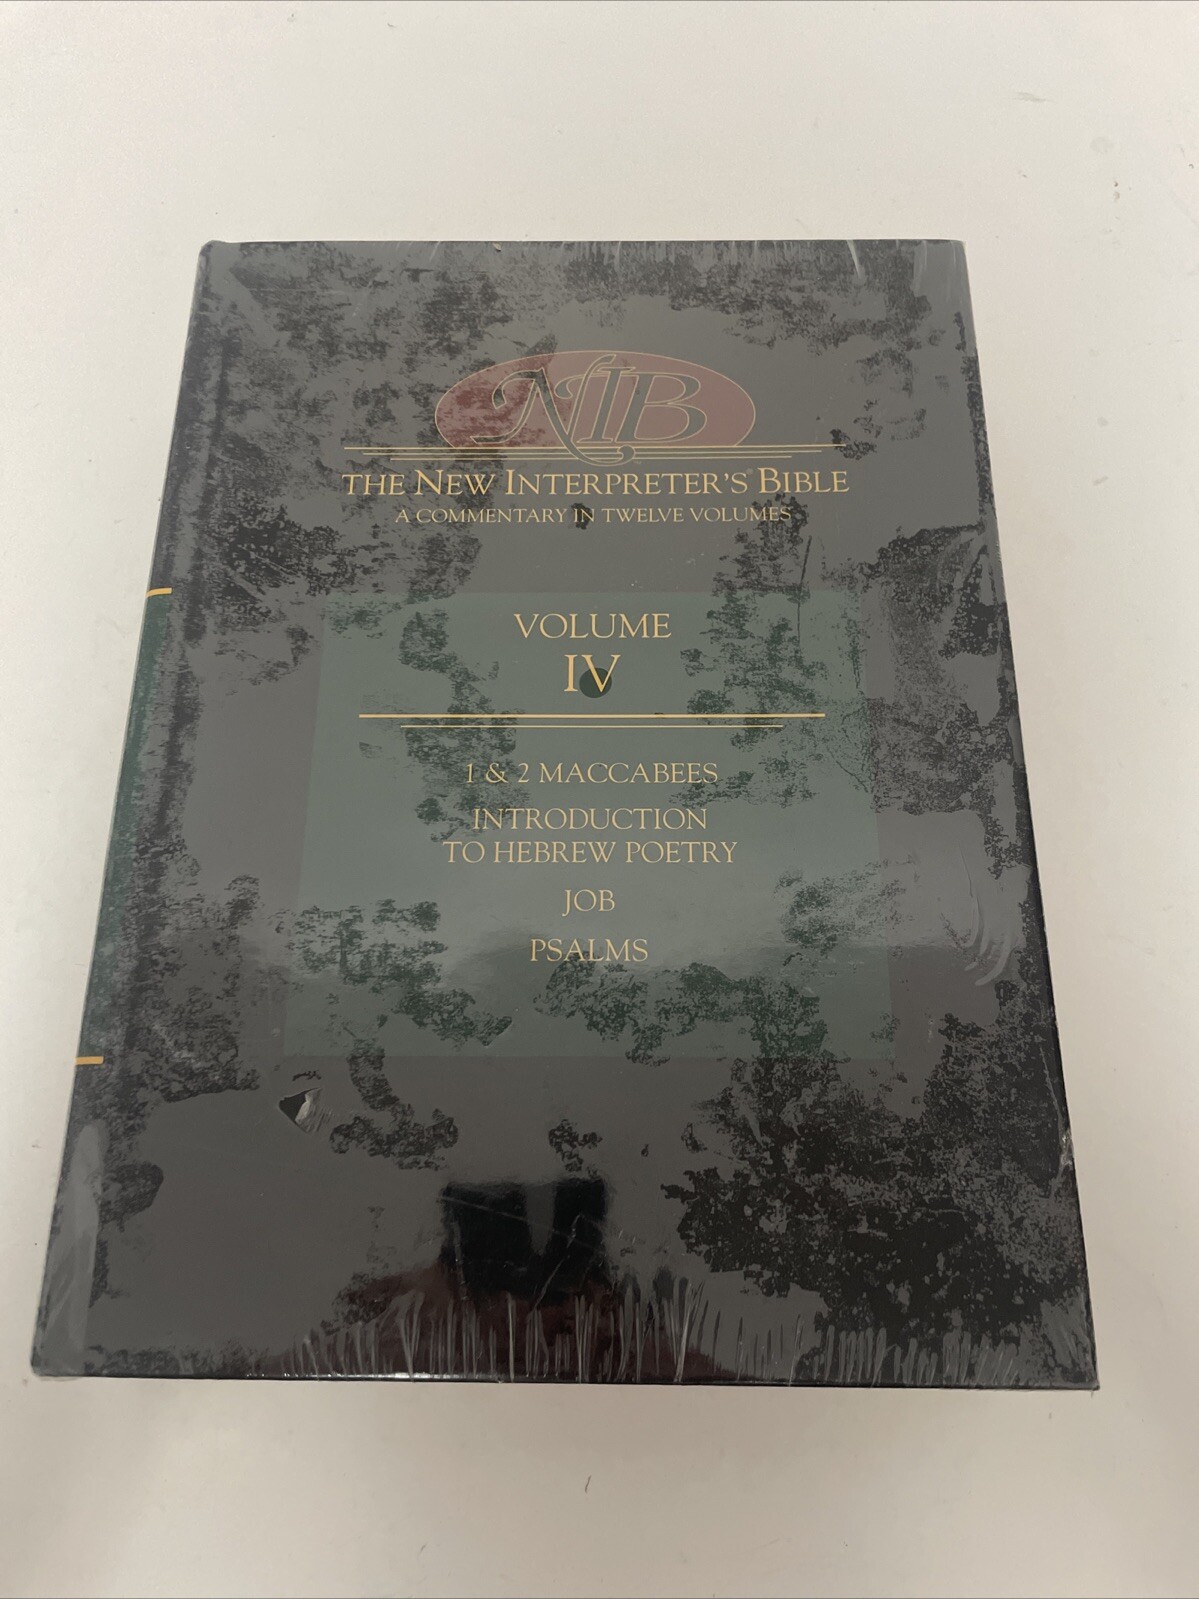 NIB
THE NEW INTERPRETER'S® BIBLE
A COMMENTARY IN TWELVE VOLUMES
VOLUME
IV
1 & 2 MACCABEES
INTRODUCTION
TO HEBREW POETRY
JOB
PSALMS